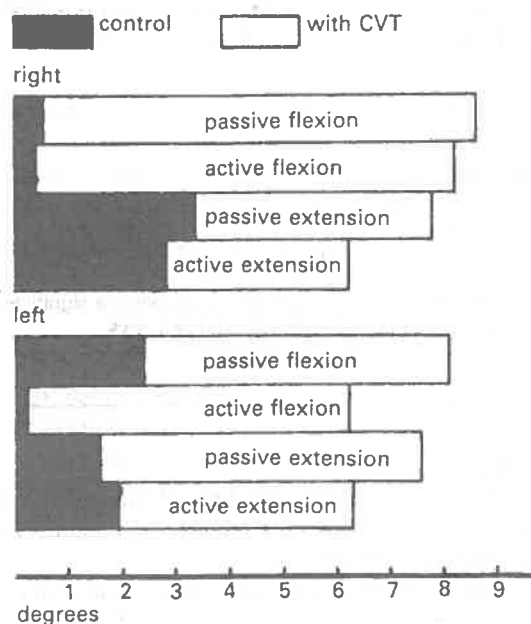 control with CVT
right
passive flexion
active flexion
passive extension
active extension
left
passive flexion
active flexion
passive extension
active extension
1 2 3 4 5 6 7 8 9
degrees